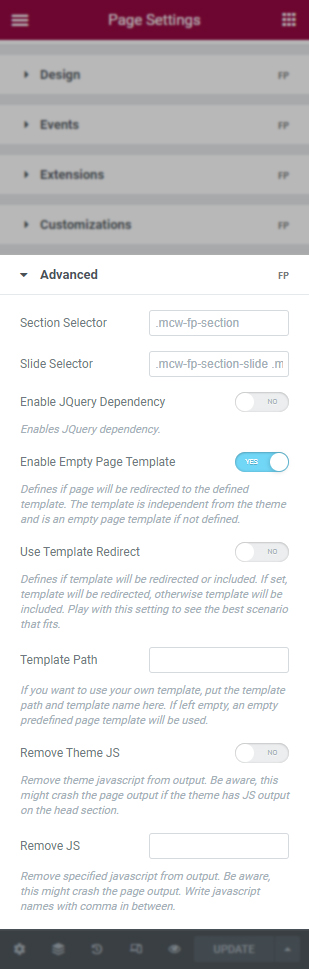 Page Settings
Design FP
Events FP
Extensions FP
Customizations FP
Advanced FP
Section Selector .mcw-fp-section
Slide Selector .mcw-fp-section-slide .m
Enable JQuery Dependency NO
Enables JQuery dependency.
Enable Empty Page Template YES
Defines if page will be redirected to the defined
template. The template is independent from the theme
and is an empty page template if not defined.
Use Template Redirect NO
Defines if template will be redirected or included. If set,
template will be redirected, otherwise template will be
included. Play with this setting to see the best scenario
that fits.
Template Path
If you want to use your own template, put the template
path and template name here. If left empty, an empty
predefined page template will be used.
Remove Theme JS NO
Remove theme javascript from output. Be aware, this
might crash the page output if the theme has JS output
on the head section.
Remove JS
Remove specified javascript from output. Be aware,
this might crash the page output. Write javascript
names with comma in between.
UPDATE